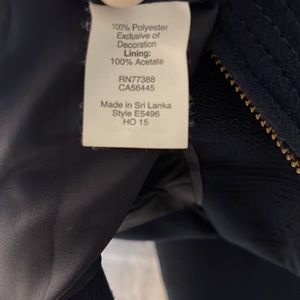 100% Polyester
Exclusive of
Decoration
Lining:
100% Acetate
RN77388
CA56445
Made in Sri Lanka
Style E5496
HO 15